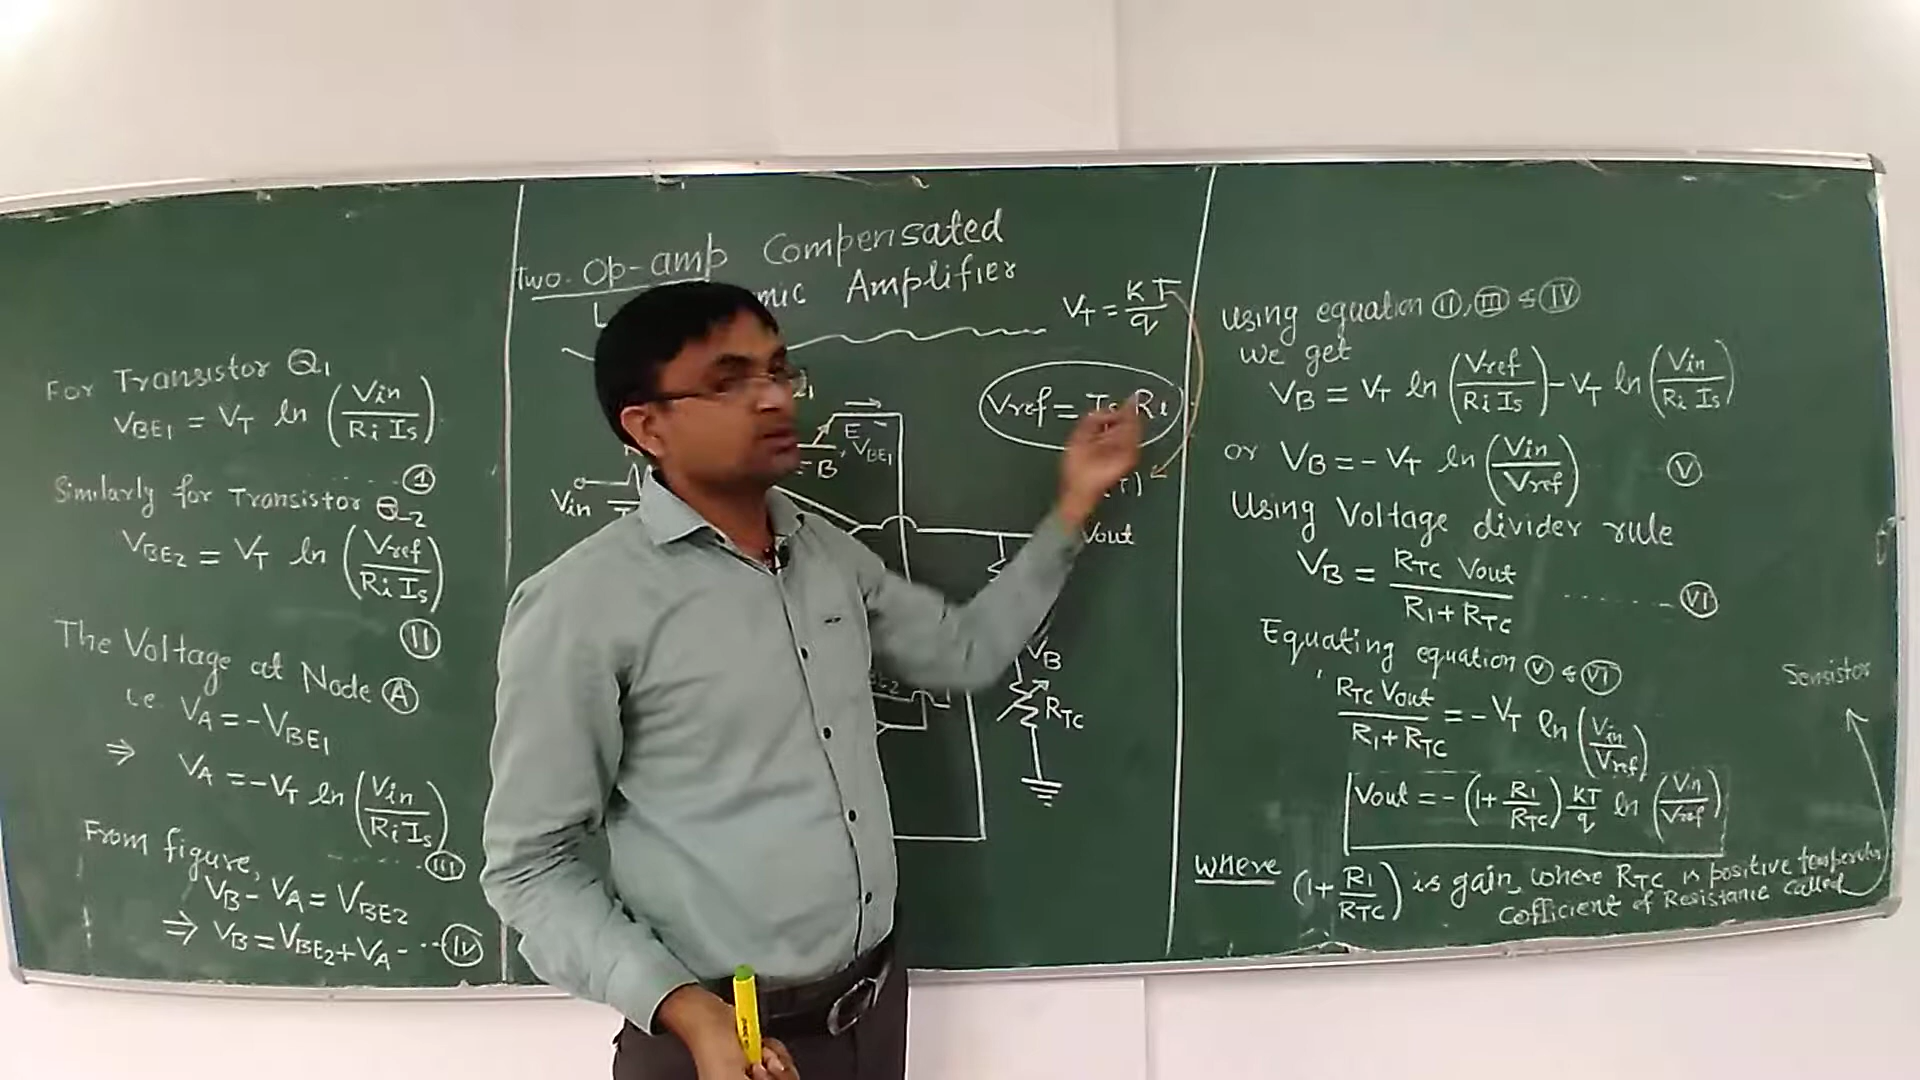 For Transistor Q1
VBE1 = VT ln (Vin / Ri Is)
------ (1)
Similarly for Transistor Q-2
VBE2 = VT ln (Vref / Ri Is)
(II)
The Voltage at Node (A)
i.e. VA = -VBE1
⇒ VA = -VT ln (Vin / Ri Is)
------ (III)
From figure,
VB - VA = VBE2
⇒ VB = VBE2 + VA - -- (IV)
Two Op-amp Compensated
Amplifier
VT = KT / q
Vref = Is Ri
E
B
VBE1
Vin
Vout
VB
RTC
Using equation (II), (III) & (IV)
we get
VB = VT ln (Vref / Ri Is) - VT ln (Vin / Ri Is)
or VB = - VT ln (Vin / Vref) (V)
Using Voltage divider rule
VB = RTC Vout / R1 + RTC ------- (VI)
Equating equation (V) & (VI)
RTC Vout / R1 + RTC = - VT ln (Vin / Vref)
Vout = - (1 + R1 / RTC) KT / q ln (Vin / Vref)
where (1 + R1 / RTC) is gain, where RTC is positive temperatur
Cofficient of Resistance called
Sensistor